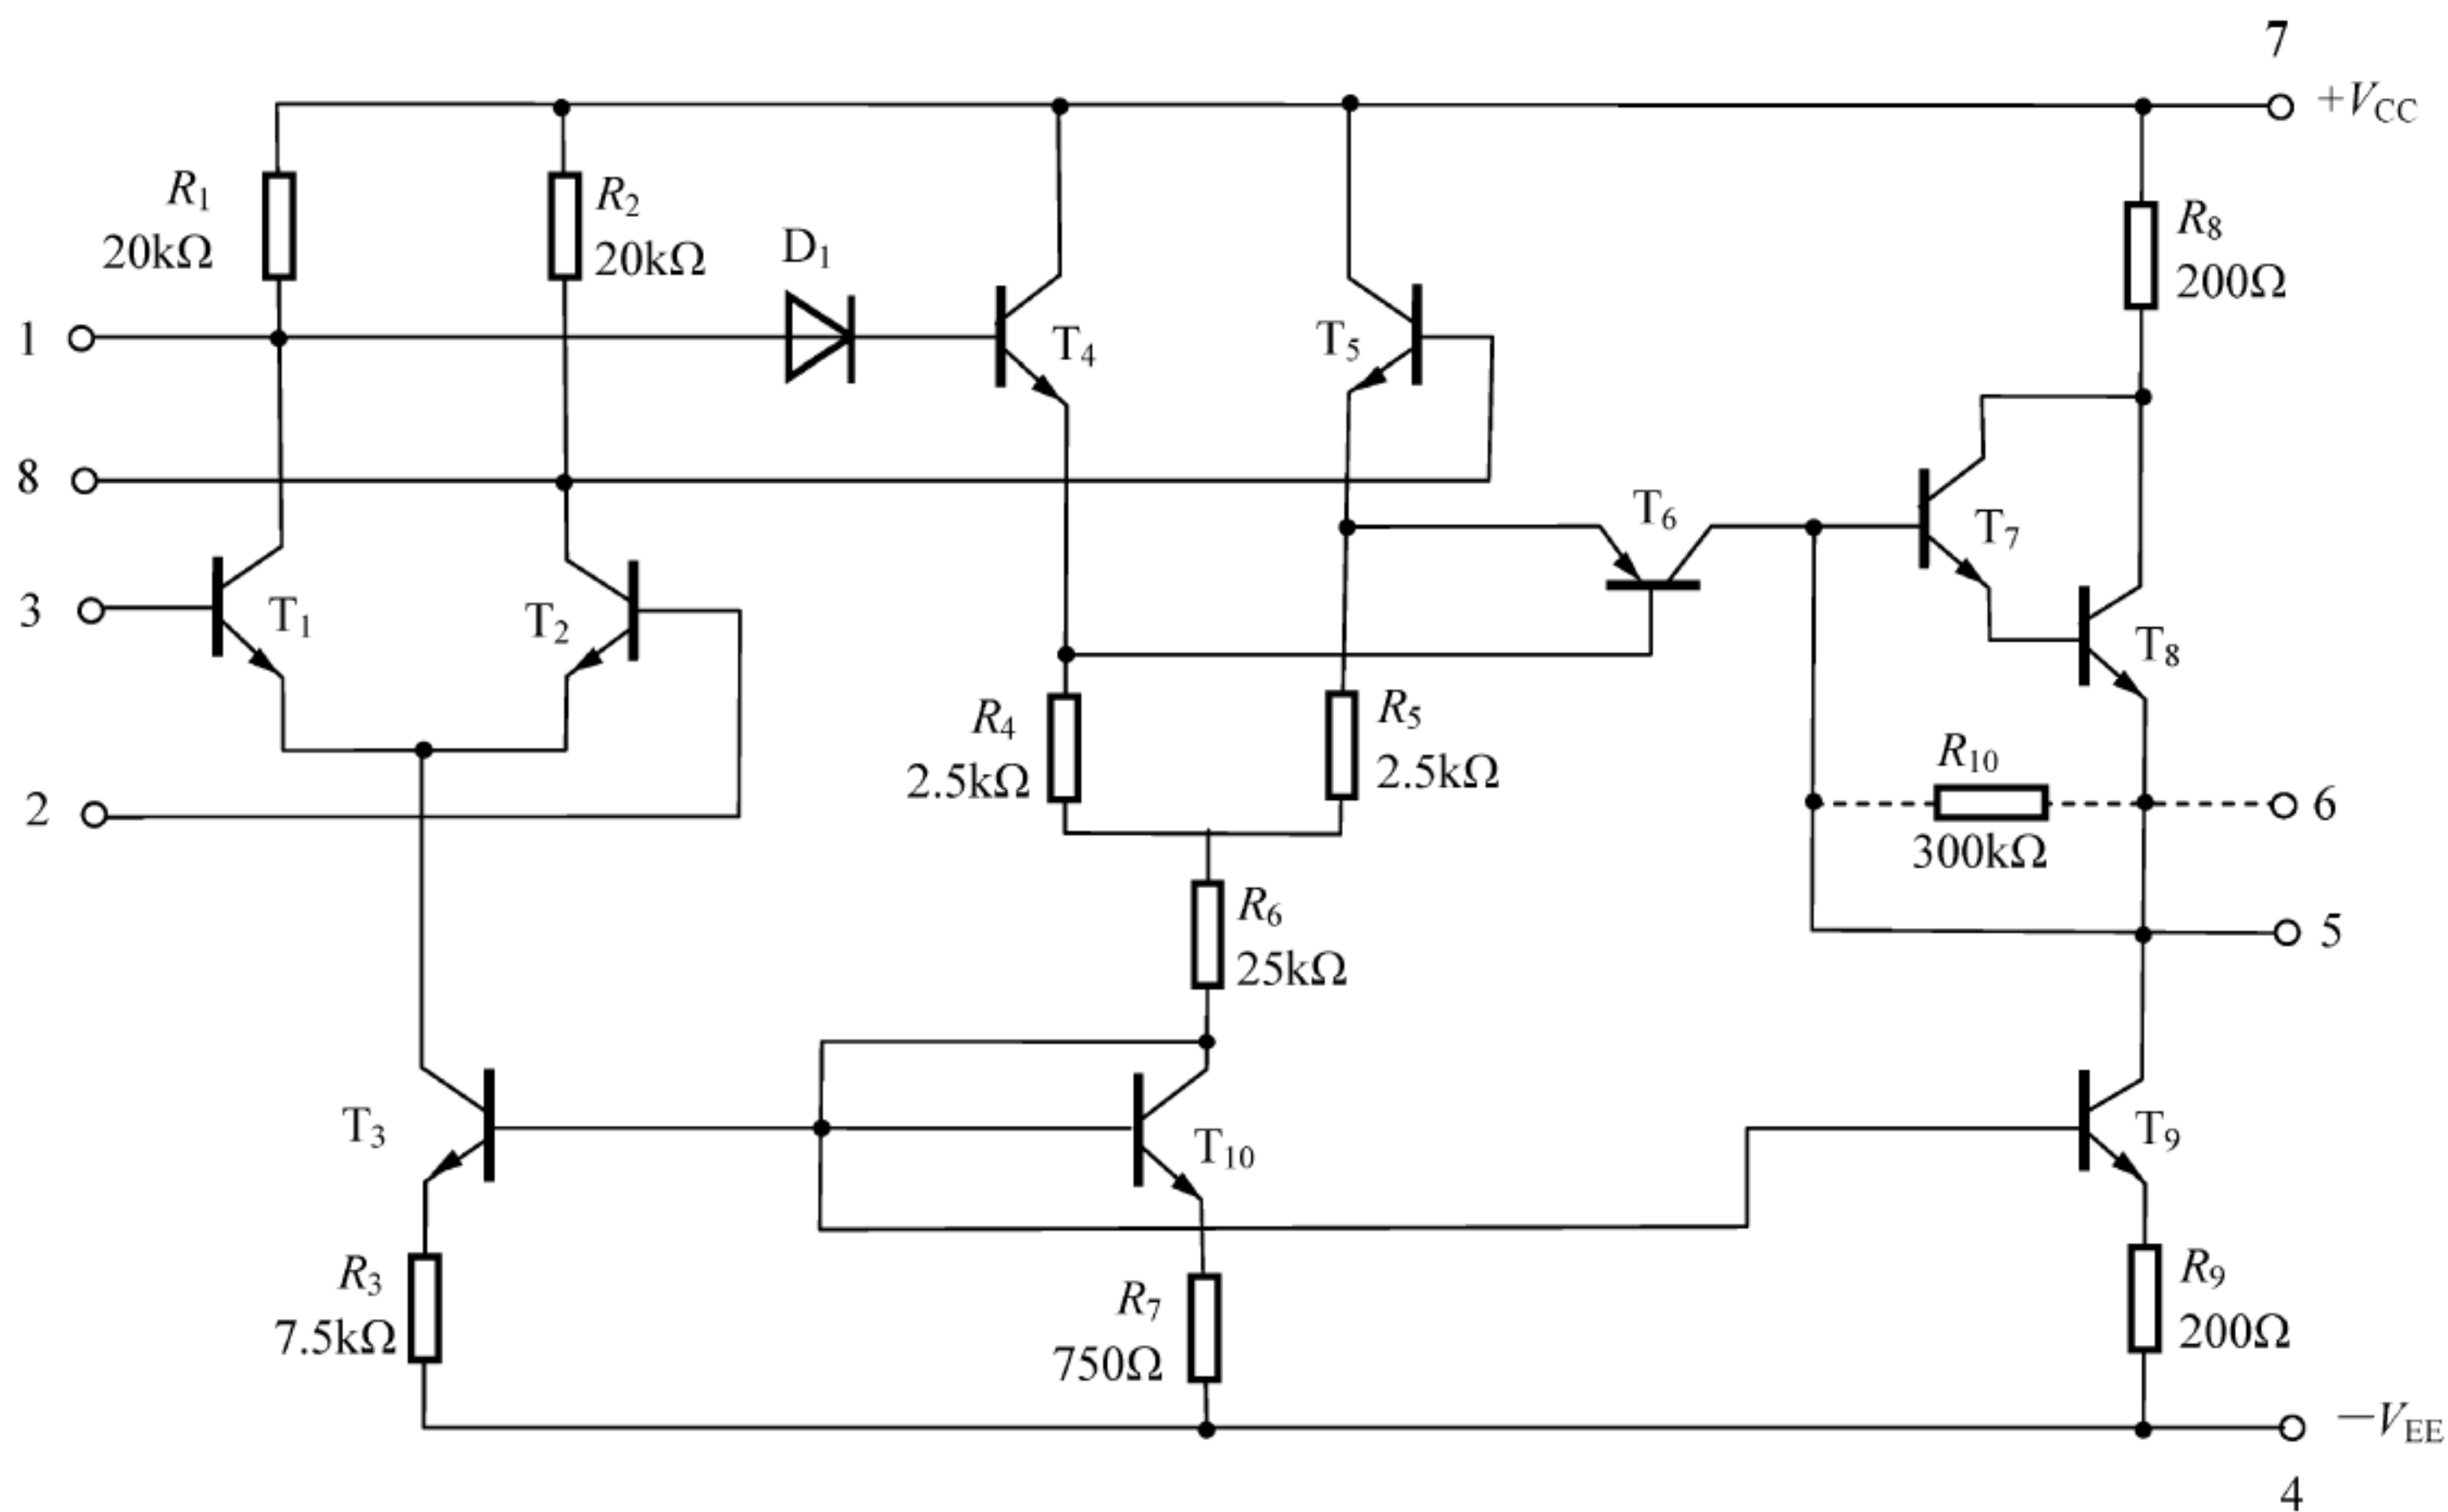 7
+V_CC
R₁
20kΩ
R₂
20kΩ
D₁
R₈
200Ω
1
T₄
T₅
8
T₆
T₇
3
T₁
T₂
T₈
R₄
2.5kΩ
R₅
2.5kΩ
R₁₀
300kΩ
6
2
R₆
25kΩ
5
T₃
T₁₀
T₉
R₃
7.5kΩ
R₇
750Ω
R₉
200Ω
—V_EE
4